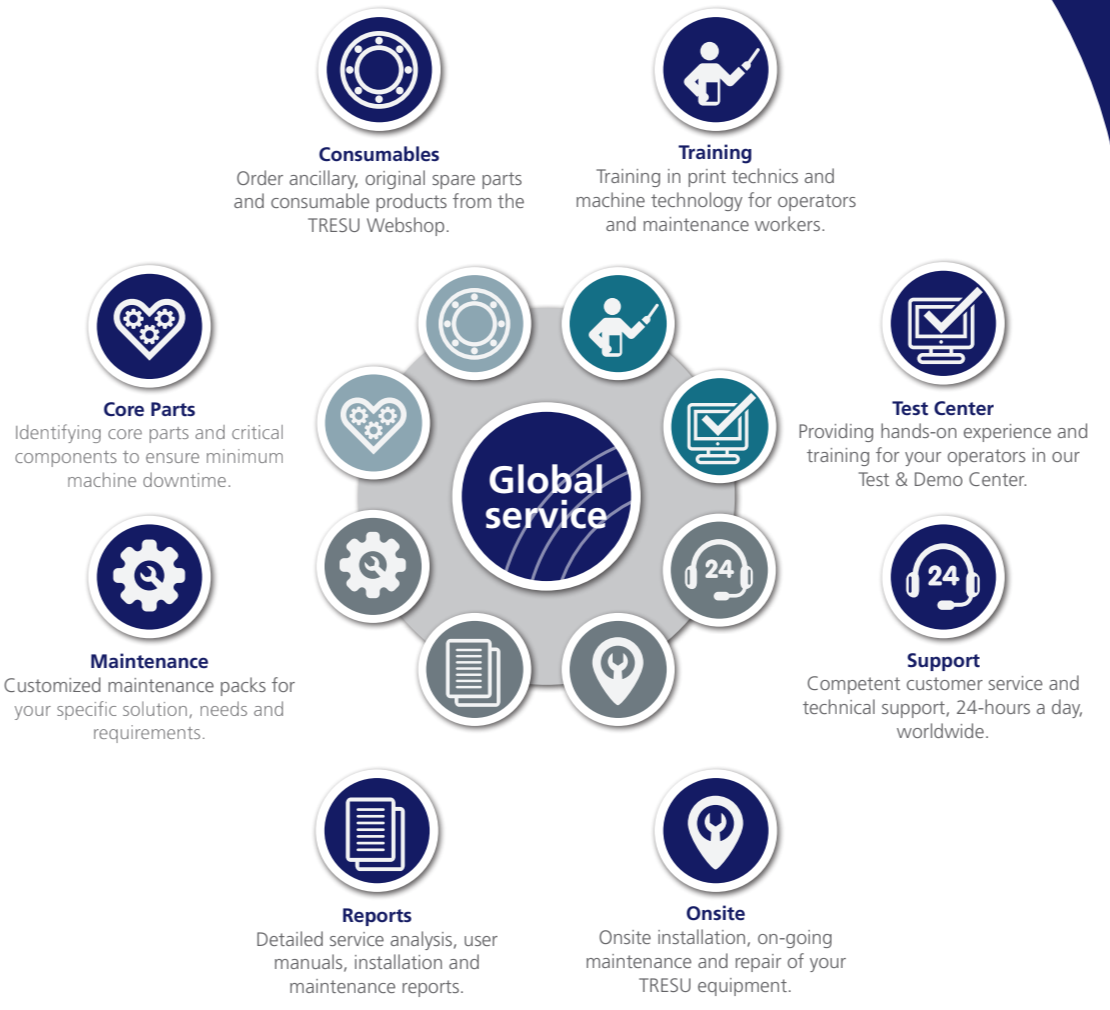 Consumables
Order ancillary, original spare parts
and consumable products from the
TRESU Webshop.
Training
Training in print technics and
machine technology for operators
and maintenance workers.
Core Parts
Identifying core parts and critical
components to ensure minimum
machine downtime.
Test Center
Providing hands-on experience and
training for your operators in our
Test & Demo Center.
Global
service
24
24
Maintenance
Customized maintenance packs for
your specific solution, needs and
requirements.
Support
Competent customer service and
technical support, 24-hours a day,
worldwide.
Reports
Detailed service analysis, user
manuals, installation and
maintenance reports.
Onsite
Onsite installation, on-going
maintenance and repair of your
TRESU equipment.